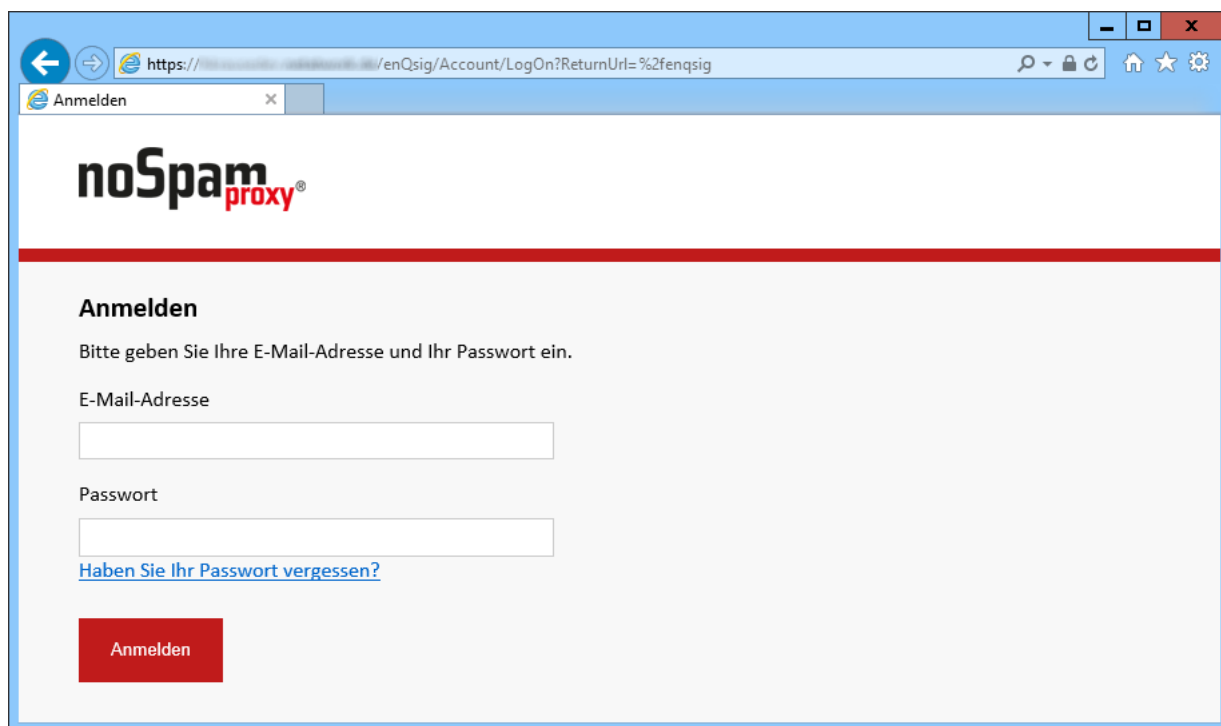 https:// /enQsig/Account/LogOn?ReturnUrl=%2fenqsig
Anmelden
noSpam
proxy®
Anmelden
Bitte geben Sie Ihre E-Mail-Adresse und Ihr Passwort ein.
E-Mail-Adresse
Passwort
Haben Sie Ihr Passwort vergessen?
Anmelden